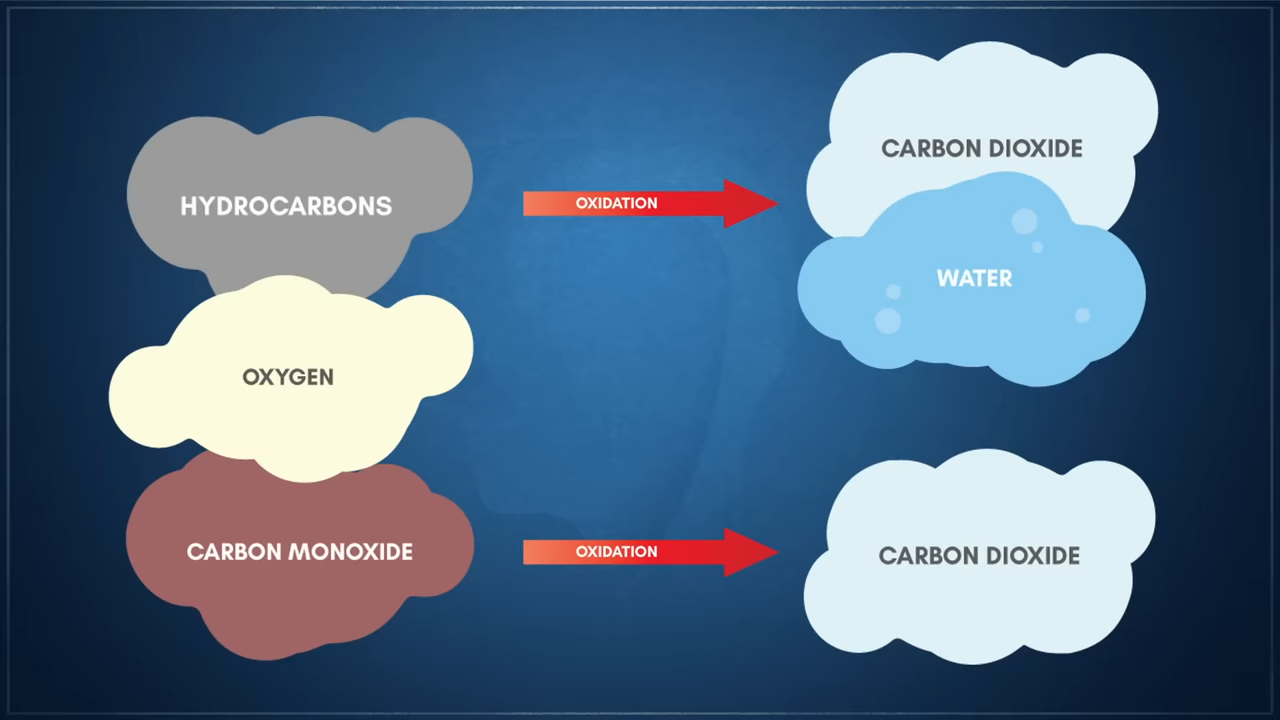 HYDROCARBONS
OXIDATION
CARBON DIOXIDE
WATER
OXYGEN
CARBON MONOXIDE
OXIDATION
CARBON DIOXIDE